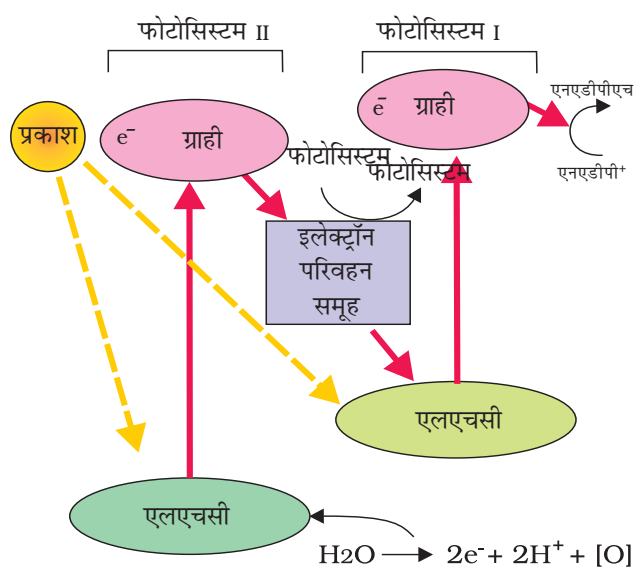 फोटोसिस्टम II
फोटोसिस्टम I
प्रकाश
e⁻ ग्राही
e⁻ ग्राही
एनएडीपीएच
एनएडीपी⁺
फोटोसिस्टम
फोटोसिस्टम
इलेक्ट्रॉन
परिवहन
समूह
एलएचसी
एलएचसी
H2O → 2e⁻ + 2H⁺ + [O]